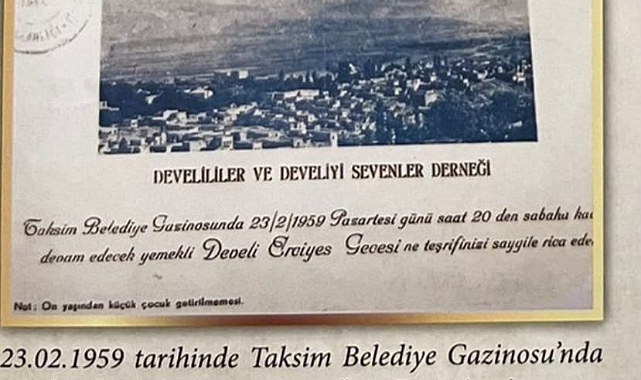 DEVELİLİLER VE DEVELİYİ SEVENLER DERNEĞİ
Taksim Belediye Gazinosunda 23/2/1959 Pazartesi günü saat 20 den sabaha
devam edecek yemekli Develi Erciyes Gecesi ne teşrifinizi saygile rica
Not: On yaşından küçük çocuk getirilmemesi.
23.02.1959 tarihinde Taksim Belediye Gazinosu'nda